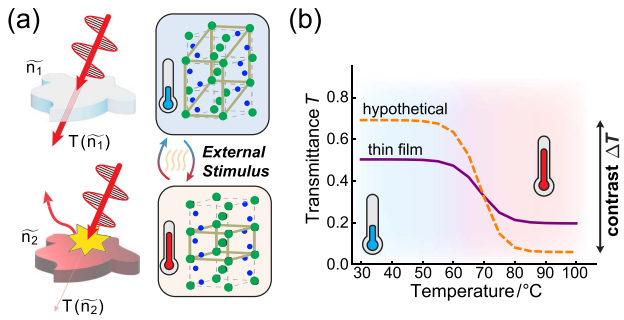 (a)
ñ₁
T(ñ₁)
External
Stimulus
ñ₂
T(ñ₂)
(b)
Transmittance T
0.8
0.6
0.4
0.2
0.0
hypothetical
thin film
30 40 50 60 70 80 90 100
Temperature/°C
contrast ΔT